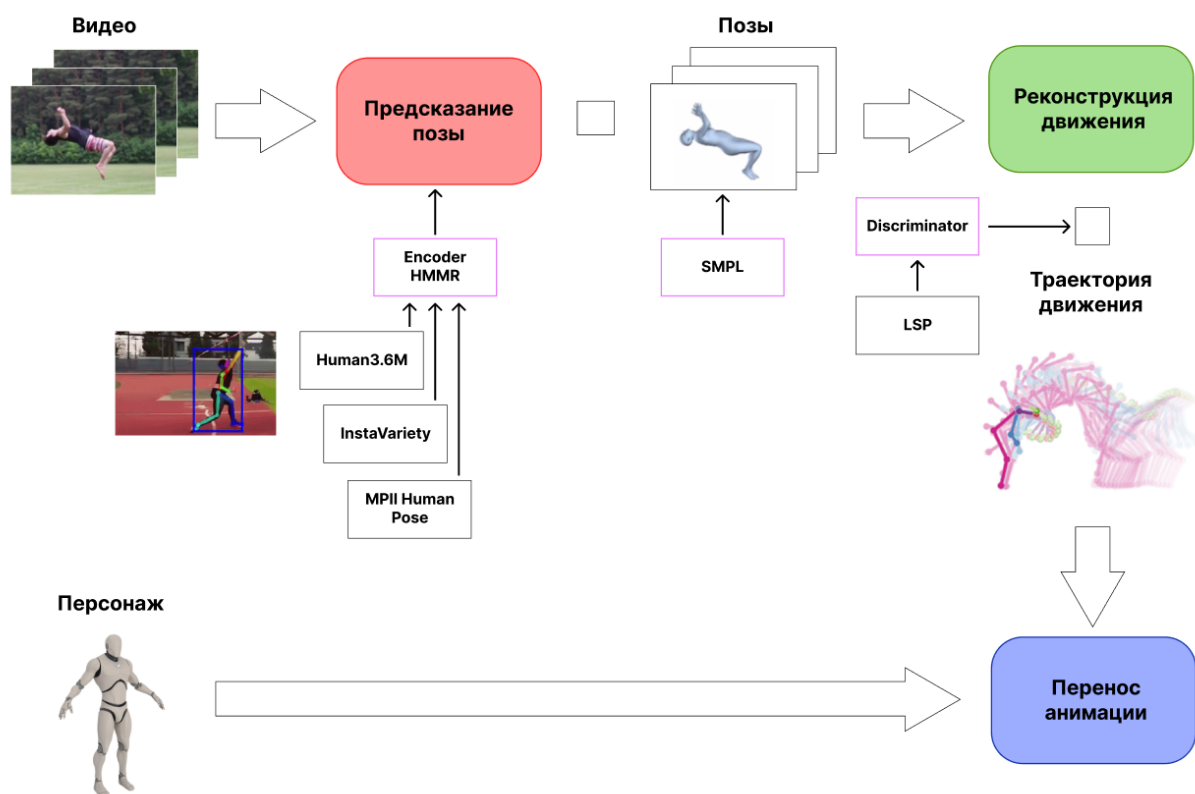 Видео
Позы
Предсказание
позы
Реконструкция
движения
Encoder
HMMR
SMPL
Discriminator
Траектория
движения
LSP
Human3.6M
InstaVariety
MPII Human
Pose
Персонаж
Перенос
анимации